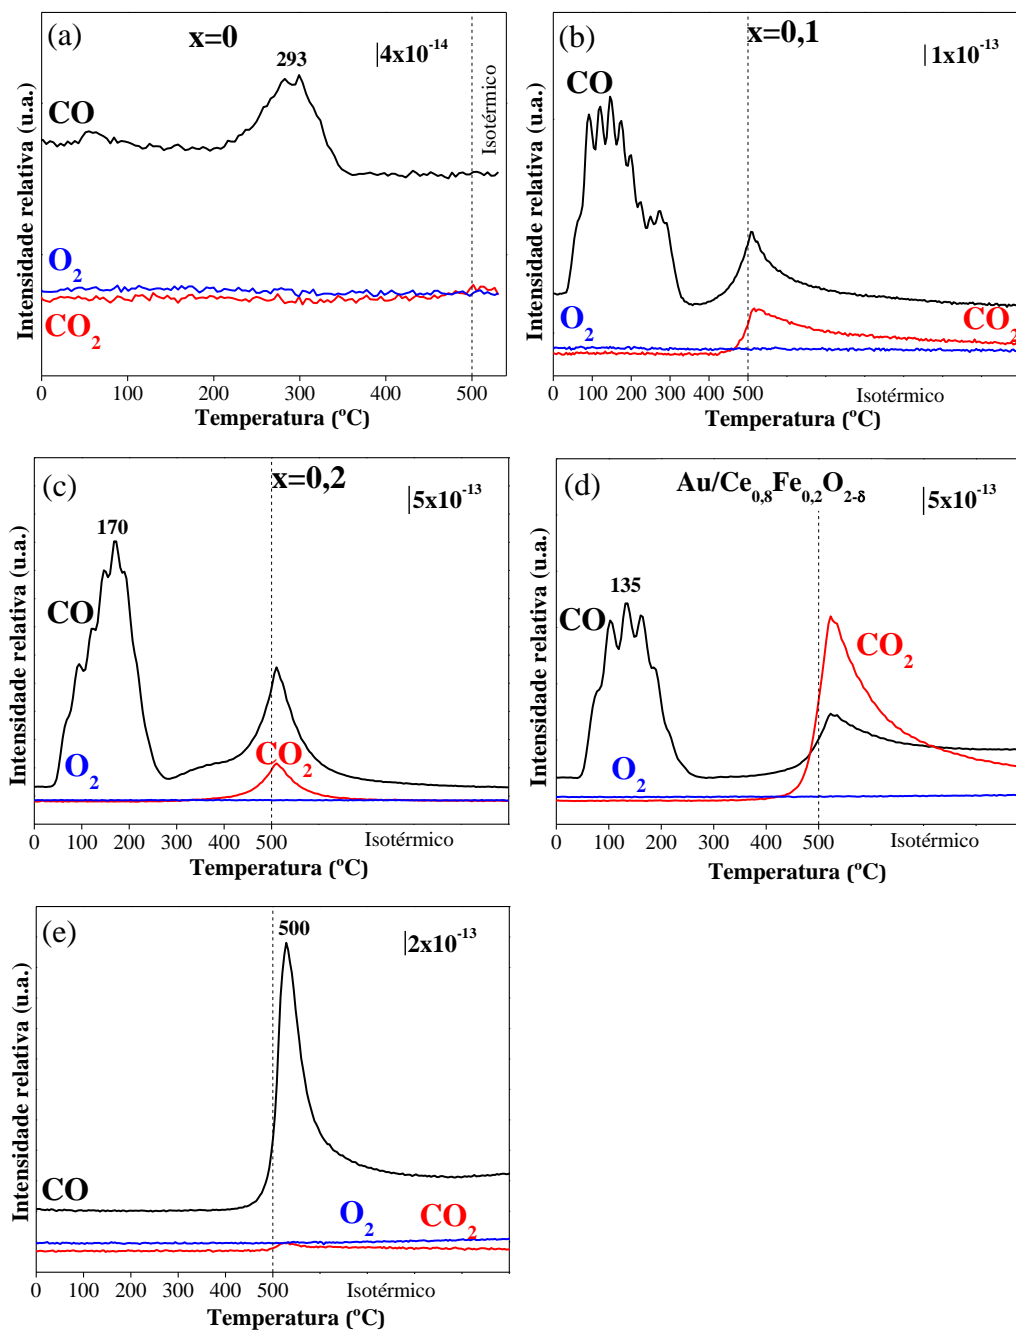 (a)
x=0
|4x10⁻¹⁴
293
CO
Isotérmico
O₂
CO₂
Intensidade relativa (u.a.)
0 100 200 300 400 500
Temperatura (ºC)
(b)
x=0,1
|1x10⁻¹³
CO
O₂
CO₂
Intensidade relativa (u.a.)
0 100 200 300 400 500 Isotérmico
Temperatura (ºC)
(c)
x=0,2
|5x10⁻¹³
170
CO
O₂
CO₂
Intensidade relativa (u.a.)
Isotérmico
0 100 200 300 500
Temperatura (ºC)
(d)
Au/Ce₀,₈Fe₀,₂O₂₋δ
|5x10⁻¹³
135
CO
CO₂
O₂
Intensidade relativa (u.a.)
Isotérmico
0 100 200 300 400 500
Temperatura (ºC)
(e)
500
|2x10⁻¹³
CO
O₂
CO₂
Intensidade relativa (u.a.)
0 100 200 300 400 500 Isotérmico
Temperatura (ºC)